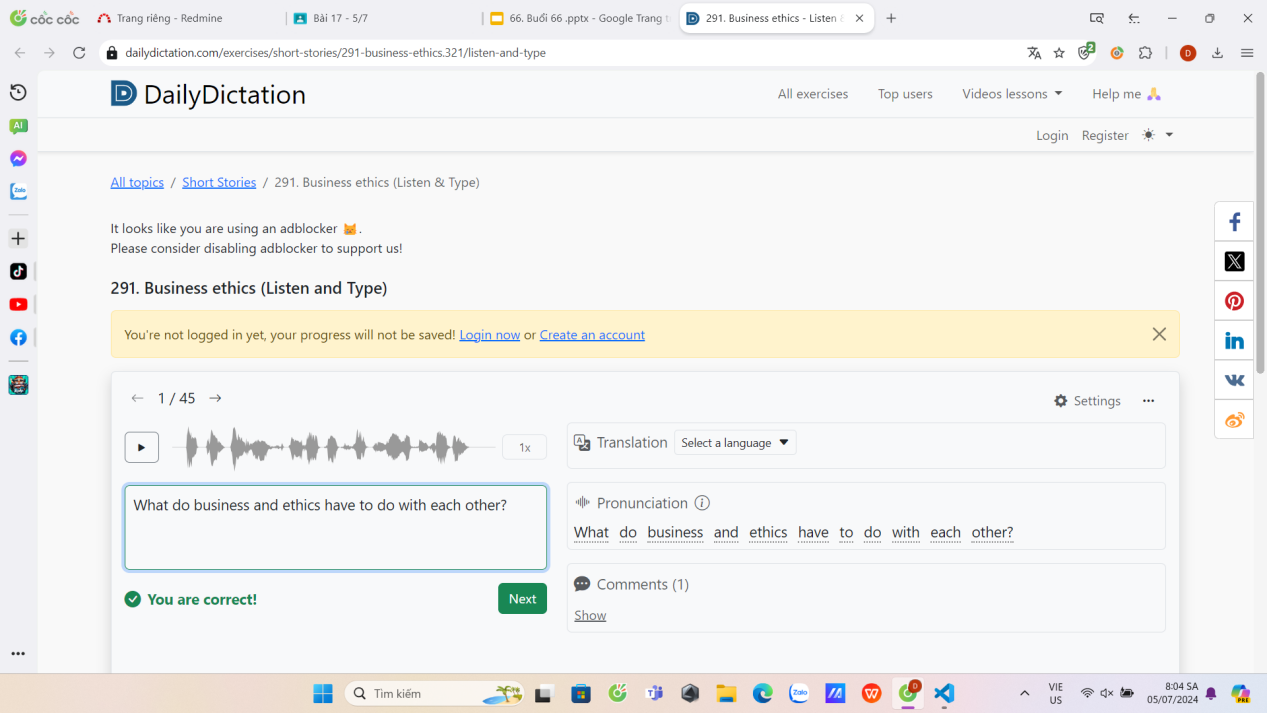 cốc cốc
Trang riêng - Redmine
Bài 17 - 5/7
66. Buổi 66 .pptx - Google Trang t
291. Business ethics - Listen &
dailydictation.com/exercises/short-stories/291-business-ethics.321/listen-and-type
2
D
AI
Zalo
D DailyDictation
All exercises
Top users
Videos lessons
Help me
Login
Register
All topics / Short Stories / 291. Business ethics (Listen & Type)
It looks like you are using an adblocker .
Please consider disabling adblocker to support us!
291. Business ethics (Listen and Type)
You're not logged in yet, your progress will not be saved! Login now or Create an account
1 / 45
Settings
1x
Translation
Select a language
What do business and ethics have to do with each other?
Pronunciation
What do business and ethics have to do with each other?
You are correct!
Next
Comments (1)
Show
Tìm kiếm
Zalo
D
VIE
US
8:04 SA
05/07/2024
PRE